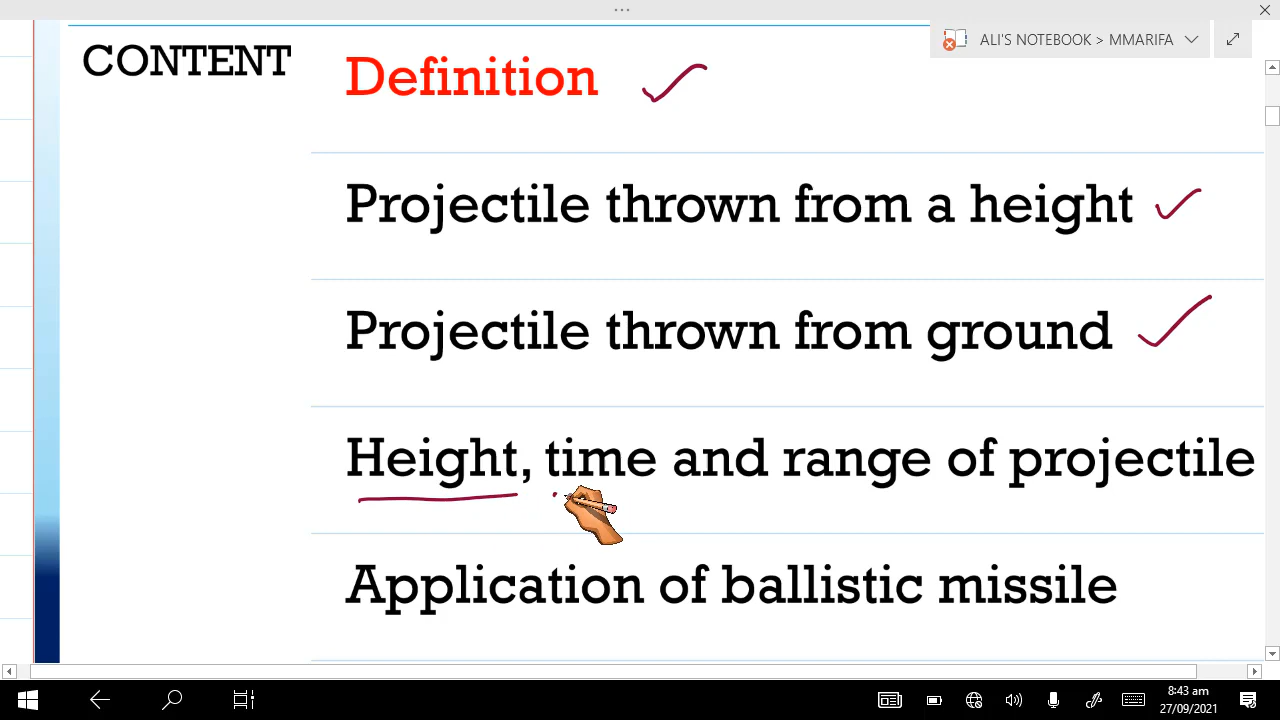 ALI'S NOTEBOOK > MMARIFA
CONTENT
Definition
Projectile thrown from a height
Projectile thrown from ground
Height, time and range of projectile
Application of ballistic missile
8:43 am
27/09/2021